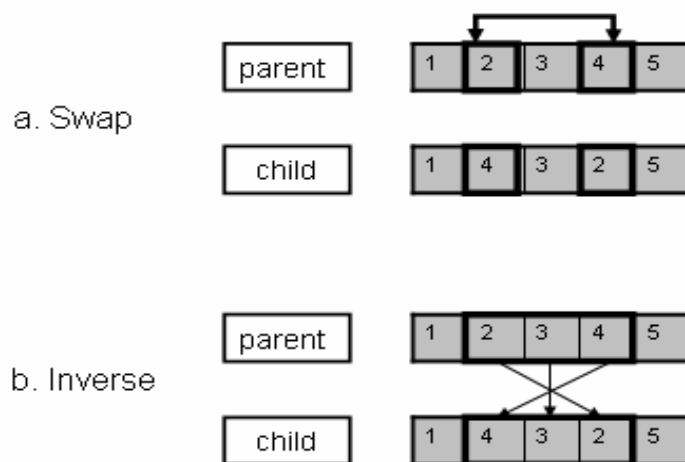 parent 1 2 3 4 5
a. Swap
child 1 4 3 2 5
parent 1 2 3 4 5
b. Inverse
child 1 4 3 2 5